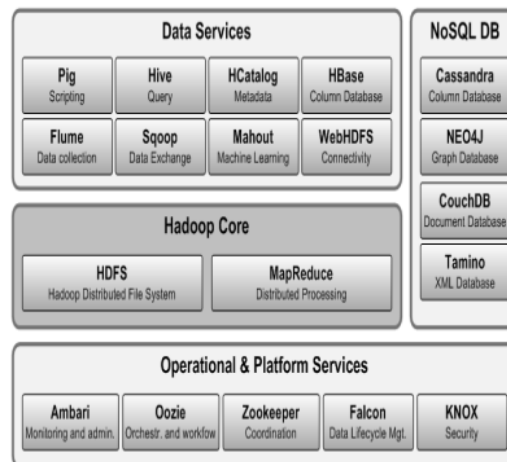 Data Services
Pig
Scripting
Hive
Query
HCatalog
Metadata
HBase
Column Database
Flume
Data collection
Sqoop
Data Exchange
Mahout
Machine Learning
WebHDFS
Connectivity
NoSQL DB
Cassandra
Column Database
NEO4J
Graph Database
CouchDB
Document Database
Tamino
XML Database
Hadoop Core
HDFS
Hadoop Distributed File System
MapReduce
Distributed Processing
Operational & Platform Services
Ambari
Monitoring and admin.
Oozie
Orchestr. and workfow
Zookeeper
Coordination
Falcon
Data Lifecycle Mgt.
KNOX
Security